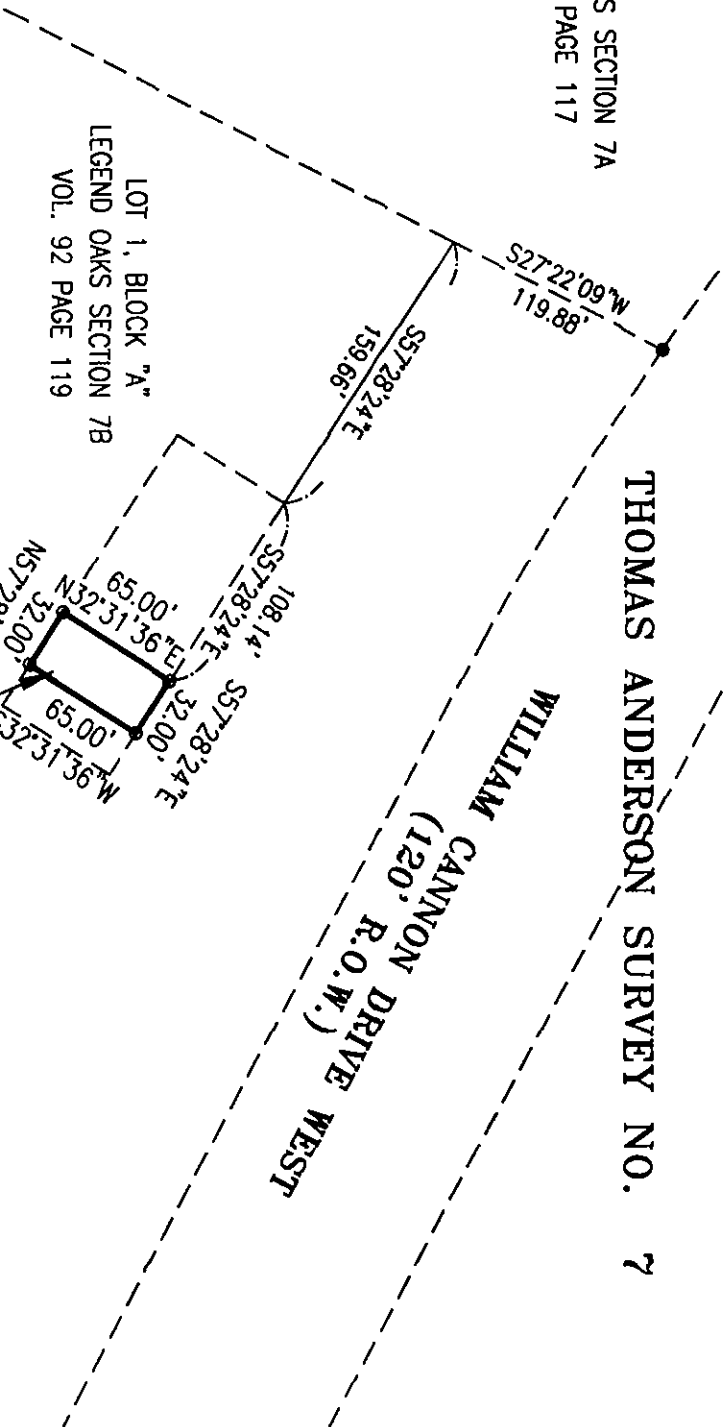 S SECTION 7A
PAGE 117
THOMAS ANDERSON SURVEY NO. 7
S27°22'09"W
119.88'
S57°28'24"E
159.66'
LOT 1, BLOCK "A"
LEGEND OAKS SECTION 7B
VOL. 92 PAGE 119
108.14'
S57°28'24"E
S57°28'24"E
32.00'
65.00'
N32°31'36"E
N57°28'
32.00'
65.00'
S32°31'36"W
WILLIAM CANNON DRIVE WEST
(120' R.O.W.)